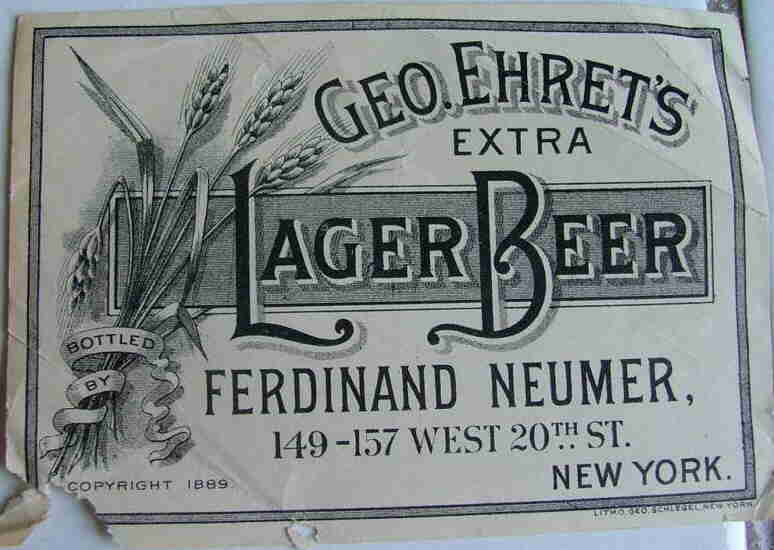 GEO. EHRET'S
EXTRA
LAGER BEER
BOTTLED
BY
FERDINAND NEUMER,
149-157 WEST 20TH ST.
NEW YORK.
COPYRIGHT 1889
LITHO. GEO. SCHLEGEL, NEW YORK